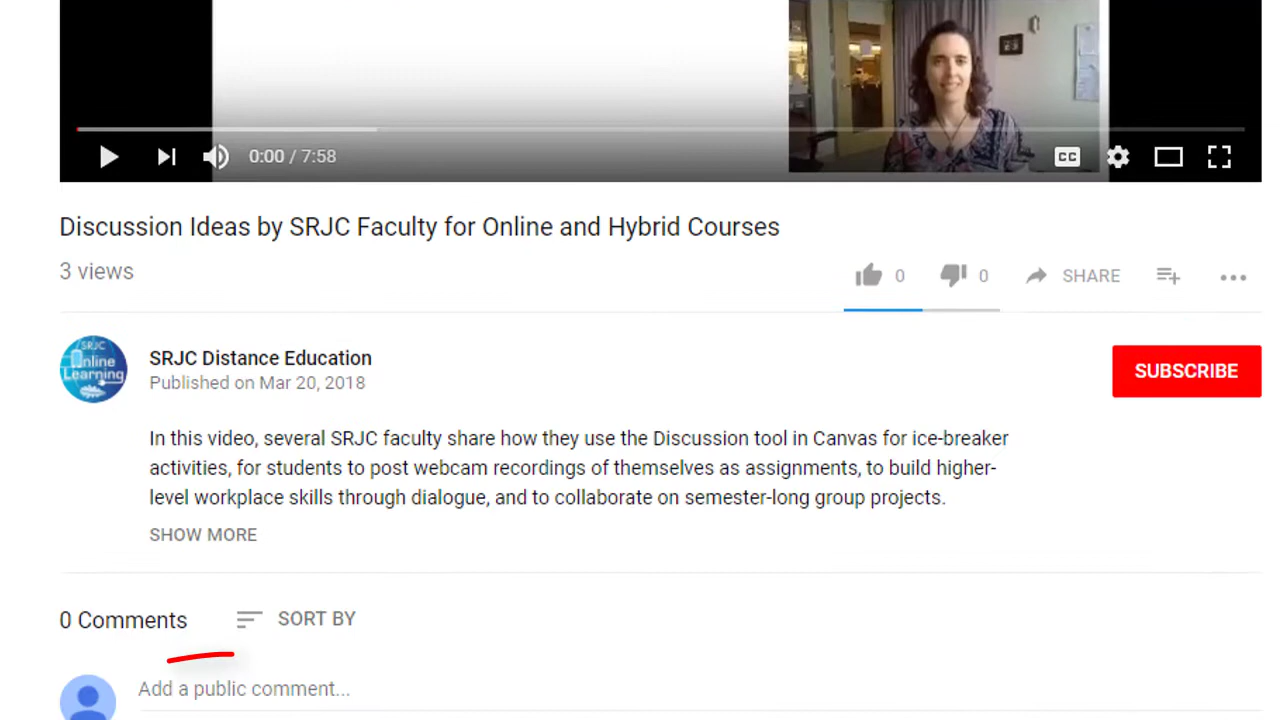 CC
0:00 / 7:58
Discussion Ideas by SRJC Faculty for Online and Hybrid Courses
3 views
0
0
SHARE
SRJC
Online
Learning
SRJC Distance Education
Published on Mar 20, 2018
SUBSCRIBE
In this video, several SRJC faculty share how they use the Discussion tool in Canvas for ice-breaker
activities, for students to post webcam recordings of themselves as assignments, to build higher-
level workplace skills through dialogue, and to collaborate on semester-long group projects.
SHOW MORE
0 Comments
SORT BY
Add a public comment...